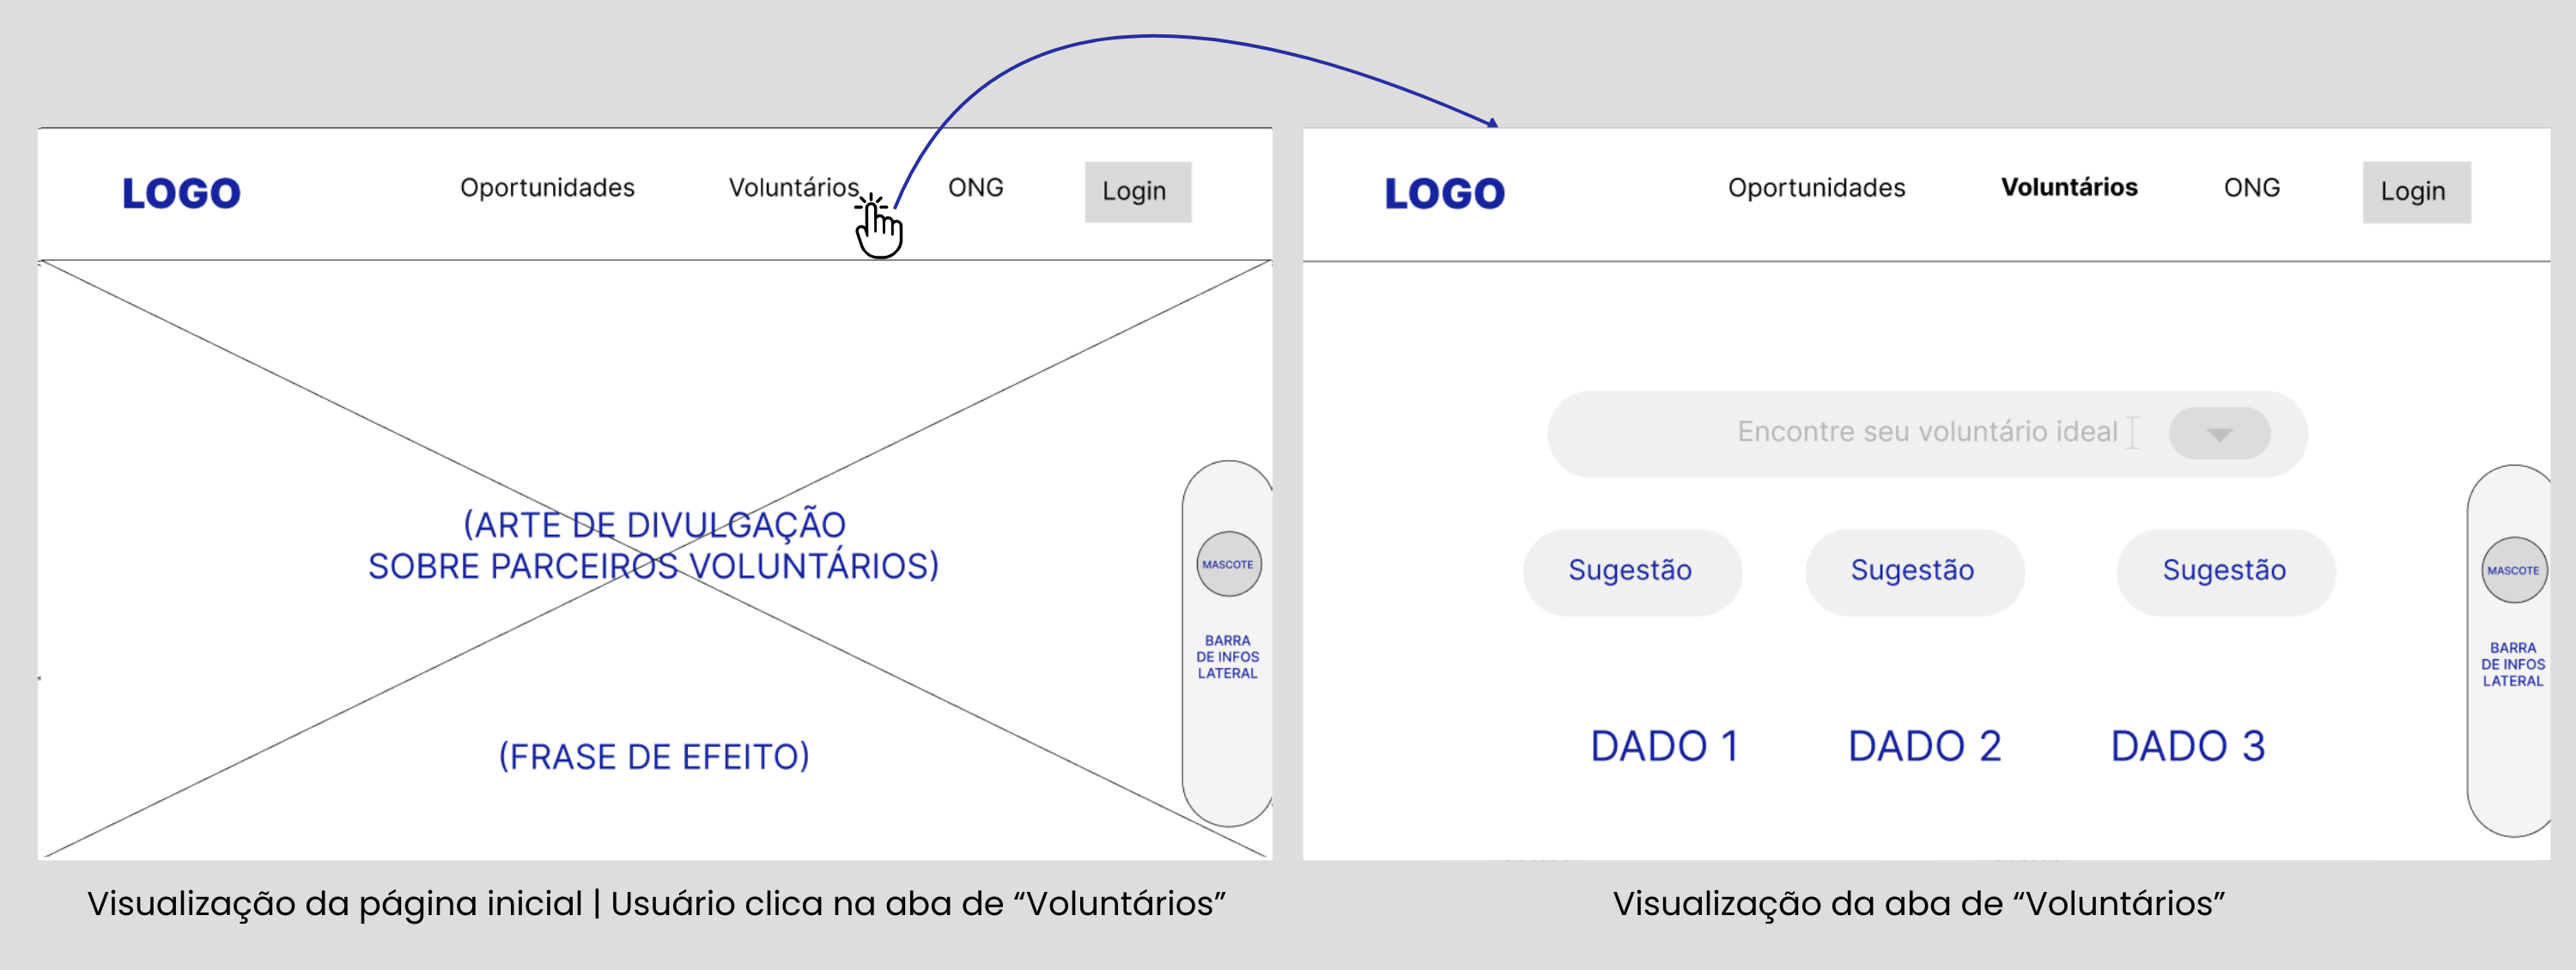 LOGO
Oportunidades
Voluntários
ONG
Login
(ARTE DE DIVULGAÇÃO
SOBRE PARCEIROS VOLUNTÁRIOS)
(FRASE DE EFEITO)
MASCOTE
BARRA
DE INFOS
LATERAL
Visualização da página inicial | Usuário clica na aba de “Voluntários”
LOGO
Oportunidades
Voluntários
ONG
Login
Encontre seu voluntário ideal
Sugestão
Sugestão
Sugestão
DADO 1
DADO 2
DADO 3
MASCOTE
BARRA
DE INFOS
LATERAL
Visualização da aba de “Voluntários”